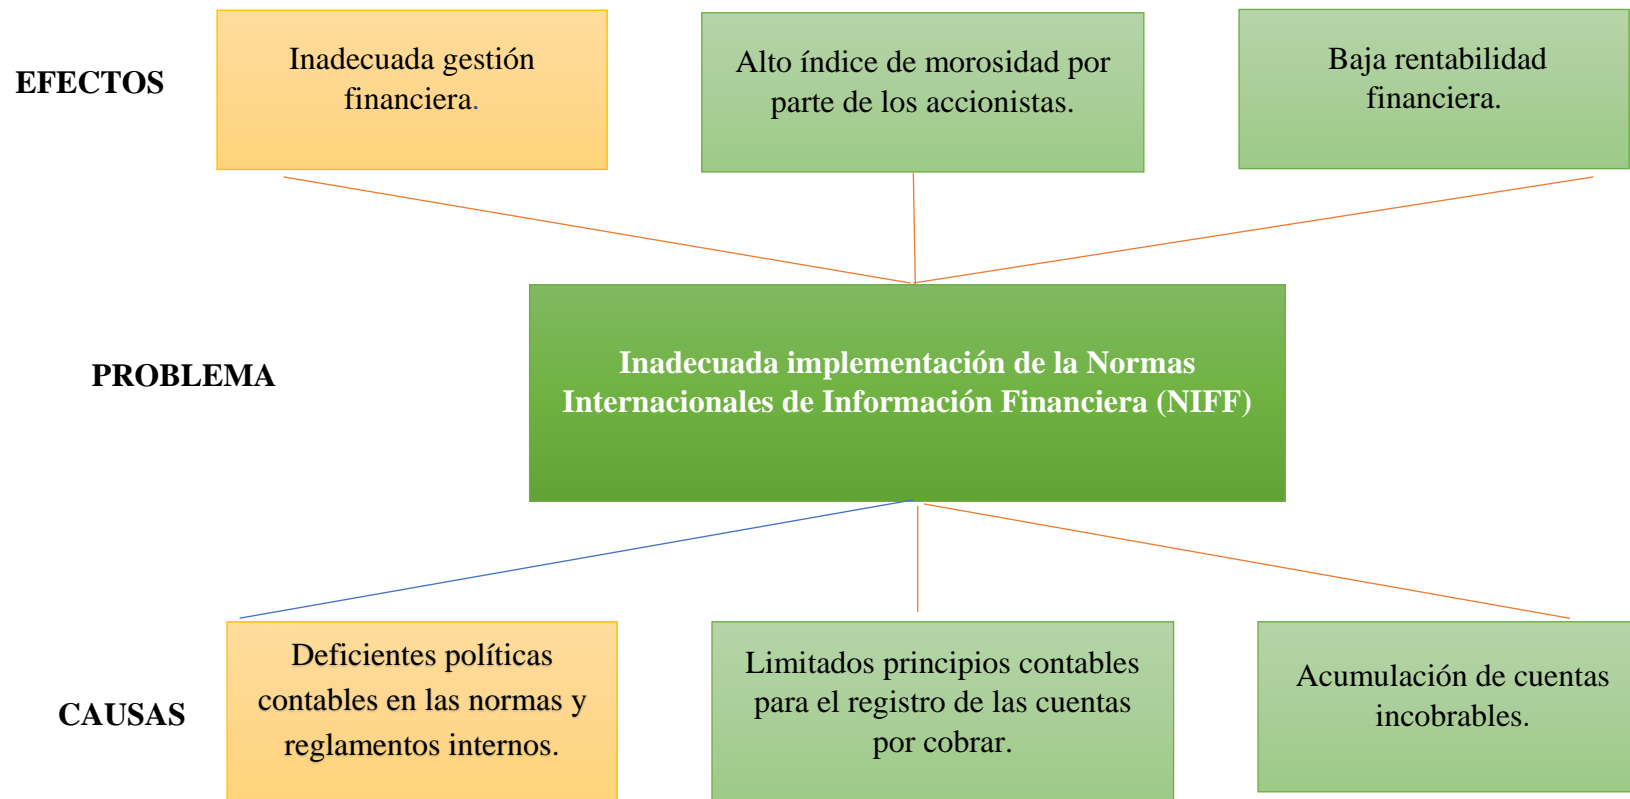 EFECTOS
Inadecuada gestión
financiera.
Alto índice de morosidad por
parte de los accionistas.
Baja rentabilidad
financiera.
PROBLEMA
Inadecuada implementación de la Normas
Internacionales de Información Financiera (NIFF)
CAUSAS
Deficientes políticas
contables en las normas y
reglamentos internos.
Limitados principios contables
para el registro de las cuentas
por cobrar.
Acumulación de cuentas
incobrables.